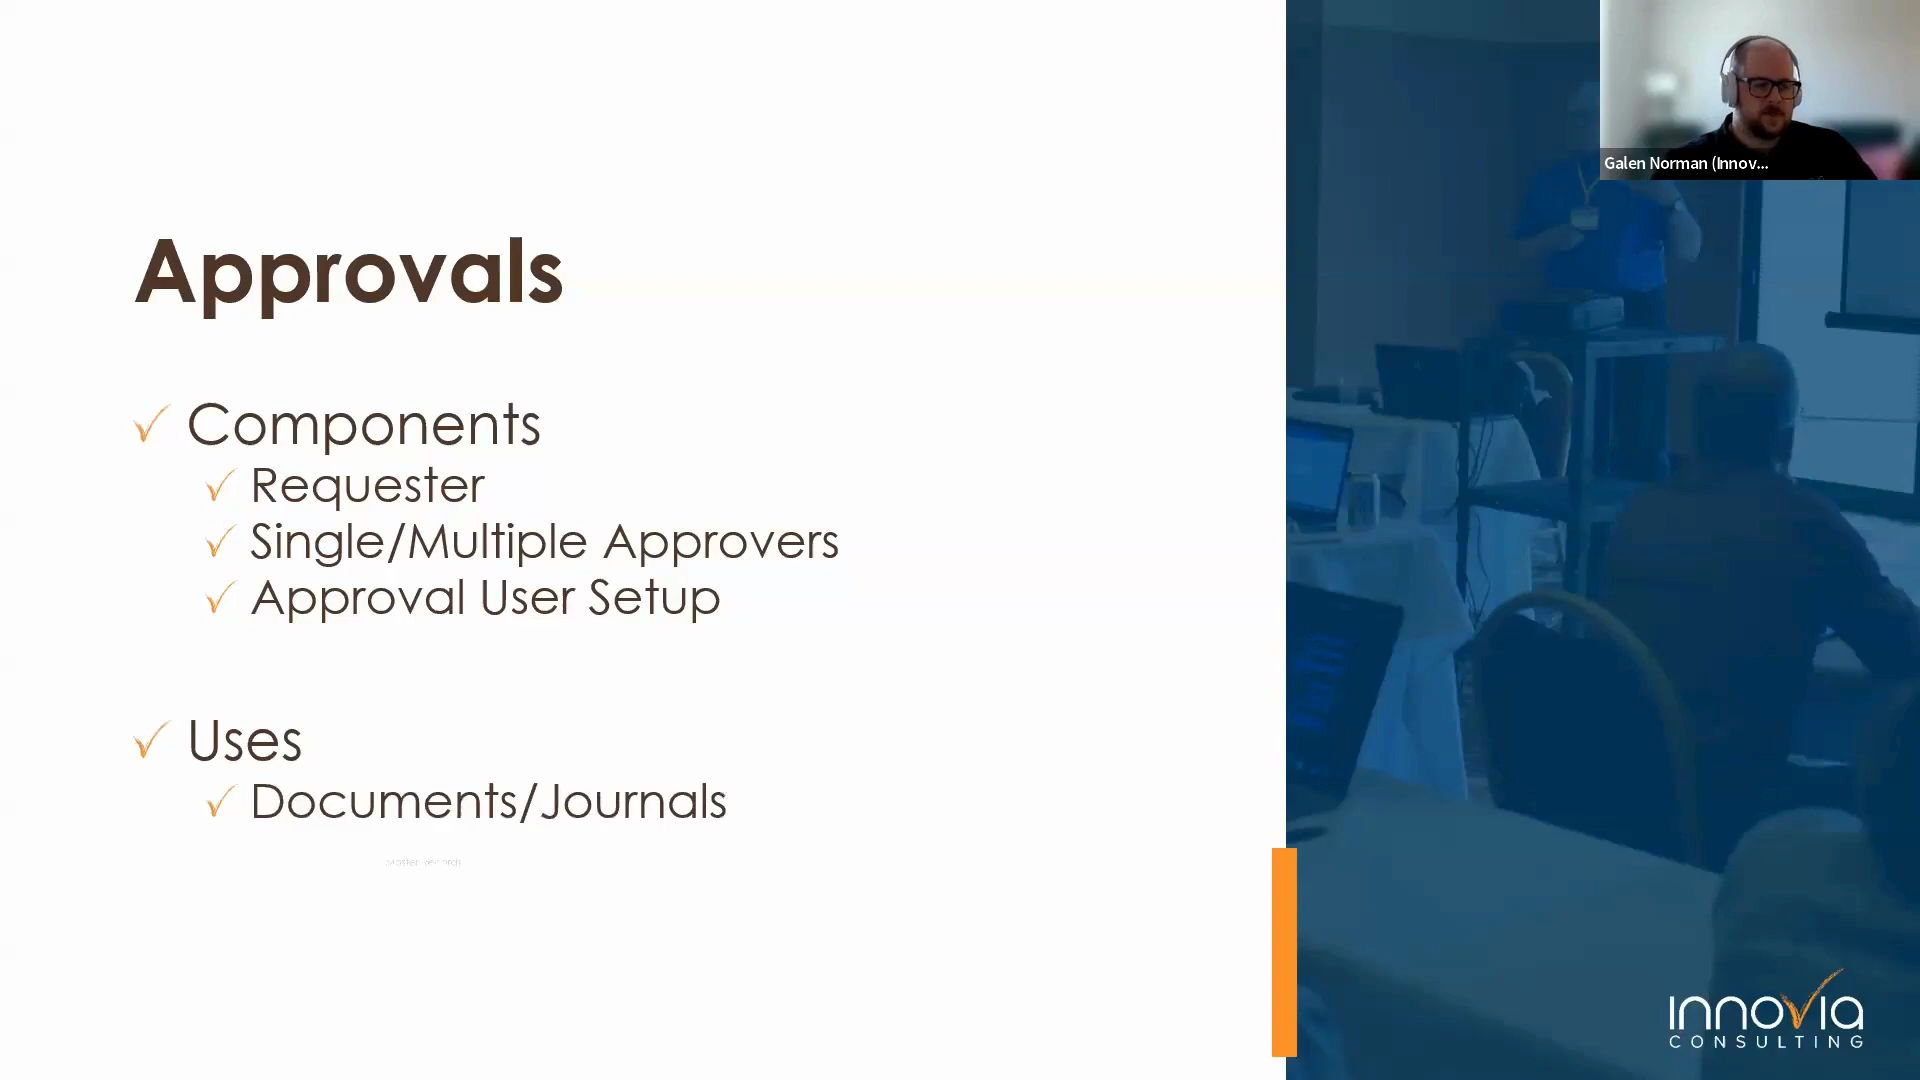 Galen Norman (Innov...
Approvals
Components
Requester
Single/Multiple Approvers
Approval User Setup
Uses
Documents/Journals
innovia
CONSULTING